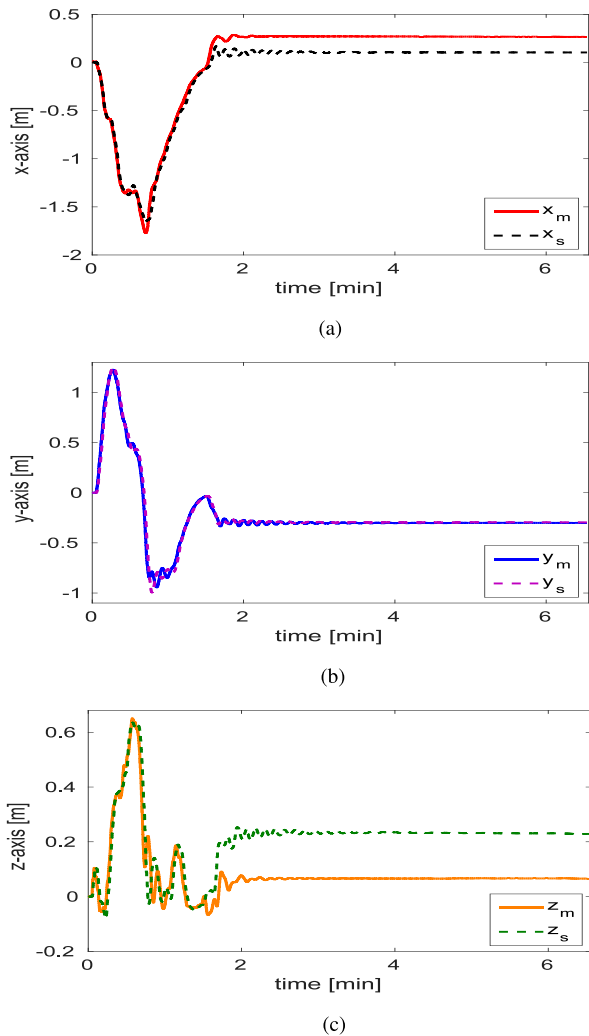 0.5
0
-0.5
-1
-1.5
-2
x-axis [m]
x_m
x_s
0 2 4 6
time [min]
(a)
1
0.5
0
-0.5
-1
y-axis [m]
y_m
y_s
0 2 4 6
time [min]
(b)
0.6
0.4
0.2
0
-0.2
z-axis [m]
z_m
z_s
0 2 4 6
time [min]
(c)